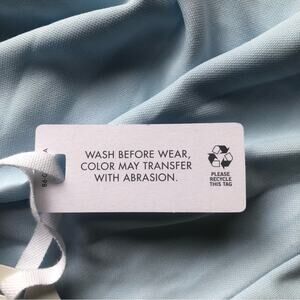 WASH BEFORE WEAR,
COLOR MAY TRANSFER
WITH ABRASION.
PLEASE
RECYCLE
THIS TAG